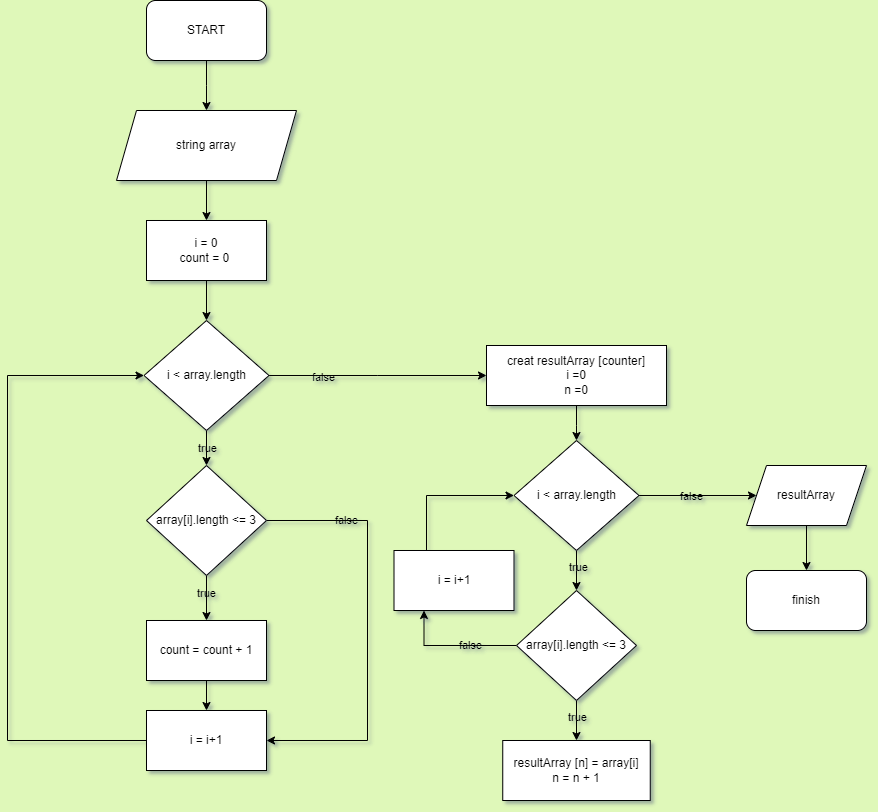 START
string array
i = 0
count = 0
i < array.length
false
true
array[i].length <= 3
false
true
count = count + 1
i = i+1
creat resultArray [counter]
i =0
n =0
i < array.length
false
resultArray
finish
true
i = i+1
array[i].length <= 3
false
true
resultArray [n] = array[i]
n = n + 1